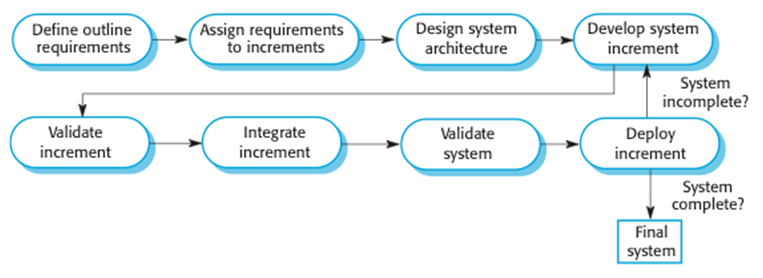 Define outline
requirements
Assign requirements
to increments
Design system
architecture
Develop system
increment
System
incomplete?
Validate
increment
Integrate
increment
Validate
system
Deploy
increment
System
complete?
Final
system